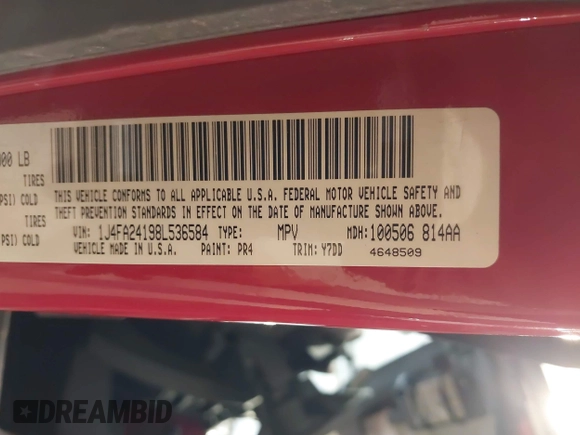 000 LB
TIRES
PSI) COLD
TIRES
PSI) COLD
THIS VEHICLE CONFORMS TO ALL APPLICABLE U.S.A. FEDERAL MOTOR VEHICLE SAFETY AND
THEFT PREVENTION STANDARDS IN EFFECT ON THE DATE OF MANUFACTURE SHOWN ABOVE.
VIN: 1J4FA24198L536584 TYPE: MPV MDH: 100506 814AA
VEHICLE MADE IN U.S.A. PAINT: PR4 TRIM: Y7DD 4648509
DREAMBID